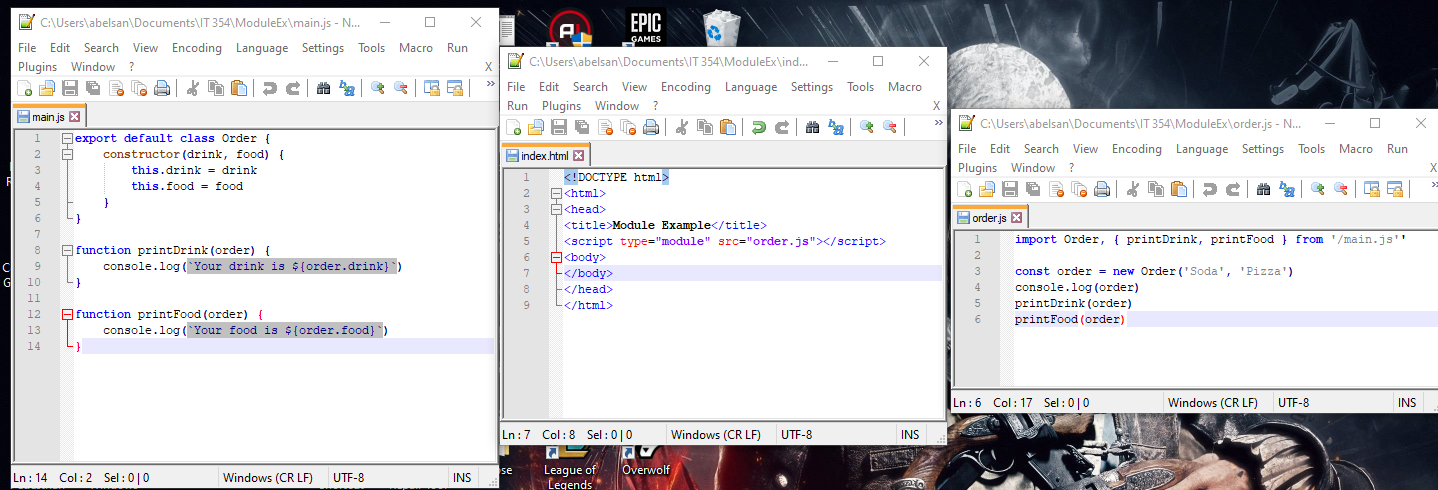 C:\Users\abelsan\Documents\IT 354\ModuleEx\main.js - N...
File Edit Search View Encoding Language Settings Tools Macro Run
Plugins Window ? X
main.js
1 export default class Order {
2 constructor(drink, food) {
3 this.drink = drink
4 this.food = food
5 }
6 }
7
8 function printDrink(order) {
9 console.log(`Your drink is ${order.drink}`)
10 }
11
12 function printFood(order) {
13 console.log(`Your food is ${order.food}`)
14 }
Ln : 14 Col : 2 Sel : 0 | 0 Windows (CR LF) UTF-8 INS
EPIC
GAMES
C:\Users\abelsan\Documents\IT 354\ModuleEx\ind...
File Edit Search View Encoding Language Settings Tools Macro
Run Plugins Window ? X
index.html
1 <!DOCTYPE html>
2 <html>
3 <head>
4 <title>Module Example</title>
5 <script type="module" src="order.js"></script>
6 <body>
7 </body>
8 </head>
9 </html>
Ln : 7 Col : 8 Sel : 0 | 0 Windows (CR LF) UTF-8 INS
League of
Legends
Overwolf
C:\Users\abelsan\Documents\IT 354\ModuleEx\order.js - N...
File Edit Search View Encoding Language Settings Tools Macro Run
Plugins Window ? X
order.js
1 import Order, { printDrink, printFood } from '/main.js''
2
3 const order = new Order('Soda', 'Pizza')
4 console.log(order)
5 printDrink(order)
6 printFood(order)
Ln : 6 Col : 17 Sel : 0 | 0 Windows (CR LF) UTF-8 INS